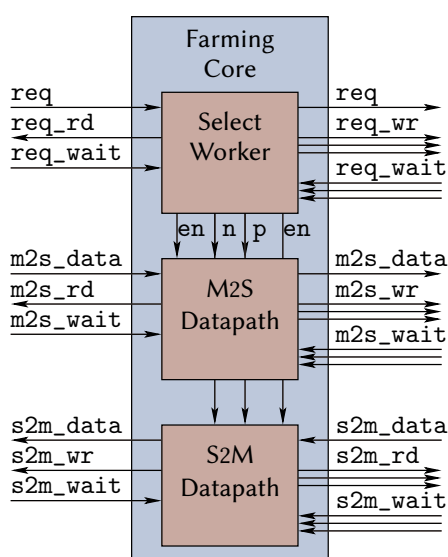 Farming
Core
req
req_rd
req_wait
Select
Worker
req
req_wr
req_wait
en
n
p
en
m2s_data
m2s_rd
m2s_wait
M2S
Datapath
m2s_data
m2s_wr
m2s_wait
s2m_data
s2m_wr
s2m_wait
S2M
Datapath
s2m_data
s2m_rd
s2m_wait